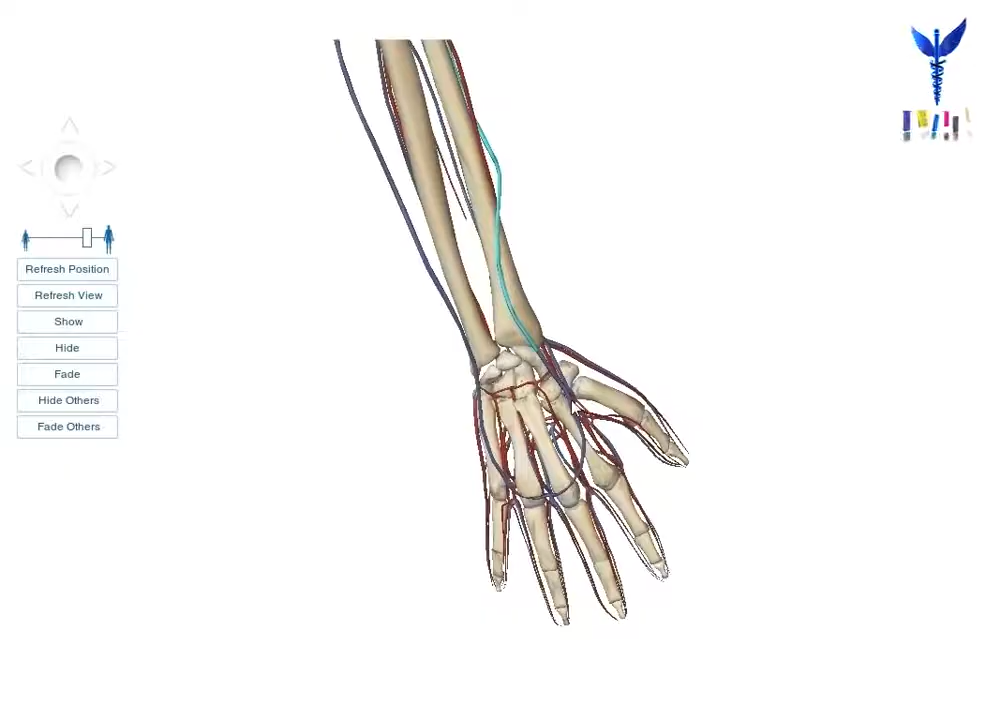 Refresh Position
Refresh View
Show
Hide
Fade
Hide Others
Fade Others